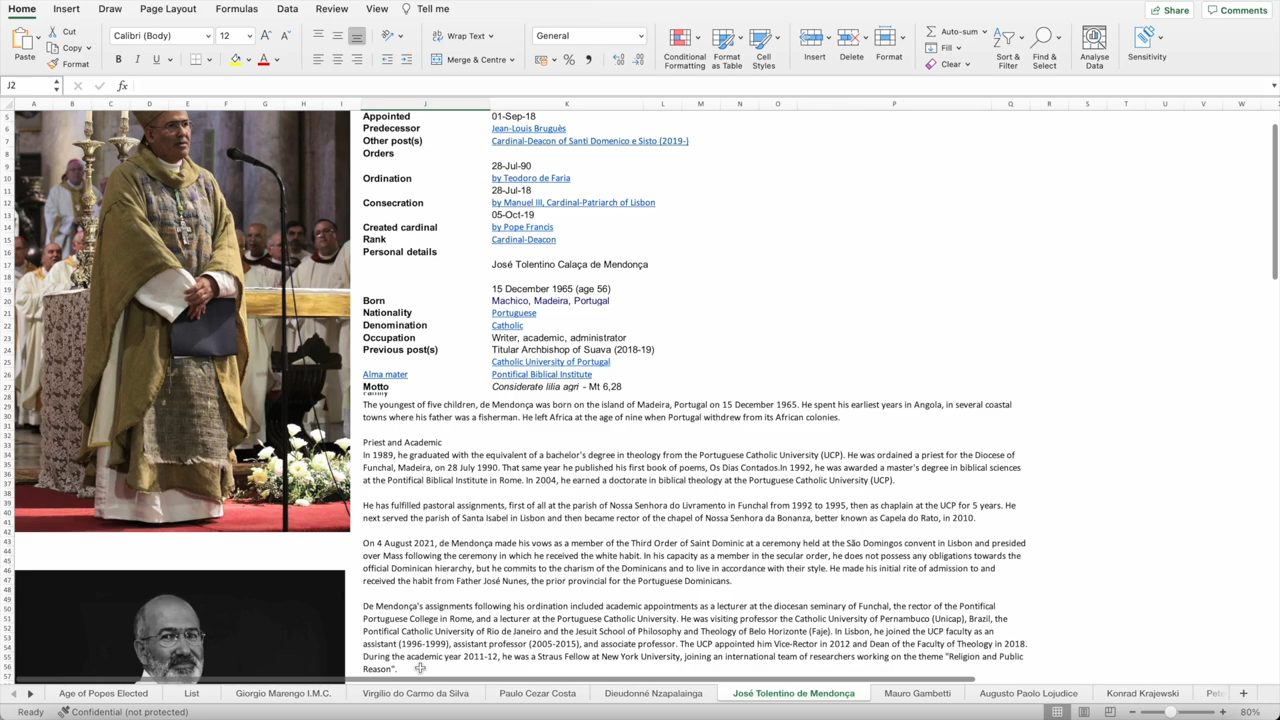 Home Insert Draw Page Layout Formulas Data Review View Tell me Share Comments
Paste Cut Copy Format
Calibri (Body) 12 A A
B I U A
Wrap Text
Merge & Centre
General
Conditional Formatting Format as Table Cell Styles
Insert Delete Format
Auto-sum Fill Clear
Sort & Filter Find & Select
Analyse Data
Sensitivity
J2 fx
A B C D E F G H I J K L M N O P Q R S T U V W
Appointed 01-Sep-18
Predecessor Jean-Louis Bruguès
Other post(s) Cardinal-Deacon of Santi Domenico e Sisto (2019-)
Orders
28-Jul-90
Ordination by Teodoro de Faria
28-Jul-18
Consecration by Manuel III, Cardinal-Patriarch of Lisbon
05-Oct-19
Created cardinal by Pope Francis
Rank Cardinal-Deacon
Personal details
José Tolentino Calaça de Mendonça
15 December 1965 (age 56)
Born Machico, Madeira, Portugal
Nationality Portuguese
Denomination Catholic
Occupation Writer, academic, administrator
Previous post(s) Titular Archbishop of Suava (2018-19)
Catholic University of Portugal
Alma mater Pontifical Biblical Institute
Motto Considerate lilia agri - Mt 6,28
Family
The youngest of five children, de Mendonça was born on the island of Madeira, Portugal on 15 December 1965. He spent his earliest years in Angola, in several coastal
towns where his father was a fisherman. He left Africa at the age of nine when Portugal withdrew from its African colonies.
Priest and Academic
In 1989, he graduated with the equivalent of a bachelor's degree in theology from the Portuguese Catholic University (UCP). He was ordained a priest for the Diocese of
Funchal, Madeira, on 28 July 1990. That same year he published his first book of poems, Os Dias Contados.In 1992, he was awarded a master's degree in biblical sciences
at the Pontifical Biblical Institute in Rome. In 2004, he earned a doctorate in biblical theology at the Portuguese Catholic University (UCP).
He has fulfilled pastoral assignments, first of all at the parish of Nossa Senhora do Livramento in Funchal from 1992 to 1995, then as chaplain at the UCP for 5 years. He
next served the parish of Santa Isabel in Lisbon and then became rector of the chapel of Nossa Senhora da Bonanza, better known as Capela do Rato, in 2010.
On 4 August 2021, de Mendonça made his vows as a member of the Third Order of Saint Dominic at a ceremony held at the São Domingos convent in Lisbon and presided
over Mass following the ceremony in which he received the white habit. In his capacity as a member in the secular order, he does not possess any obligations towards the
official Dominican hierarchy, but he commits to the charism of the Dominicans and to live in accordance with their style. He made his initial rite of admission to and
received the habit from Father José Nunes, the prior provincial for the Portuguese Dominicans.
De Mendonça's assignments following his ordination included academic appointments as a lecturer at the diocesan seminary of Funchal, the rector of the Pontifical
Portuguese College in Rome, and a lecturer at the Portuguese Catholic University. He was visiting professor the Catholic University of Pernambuco (Unicap), Brazil, the
Pontifical Catholic University of Rio de Janeiro and the Jesuit School of Philosophy and Theology of Belo Horizonte (Faje). In Lisbon, he joined the UCP faculty as an
assistant (1996-1999), assistant professor (2005-2015), and associate professor. The UCP appointed him Vice-Rector in 2012 and Dean of the Faculty of Theology in 2018.
During the academic year 2011-12, he was a Straus Fellow at New York University, joining an international team of researchers working on the theme "Religion and Public
Reason".
Age of Popes Elected List Giorgio Marengo I.M.C. Virgílio do Carmo da Silva Paulo Cezar Costa Dieudonné Nzapalainga José Tolentino de Mendonça Mauro Gambetti Augusto Paolo Lojudice Konrad Krajewski
Ready Confidential (not protected) 80%